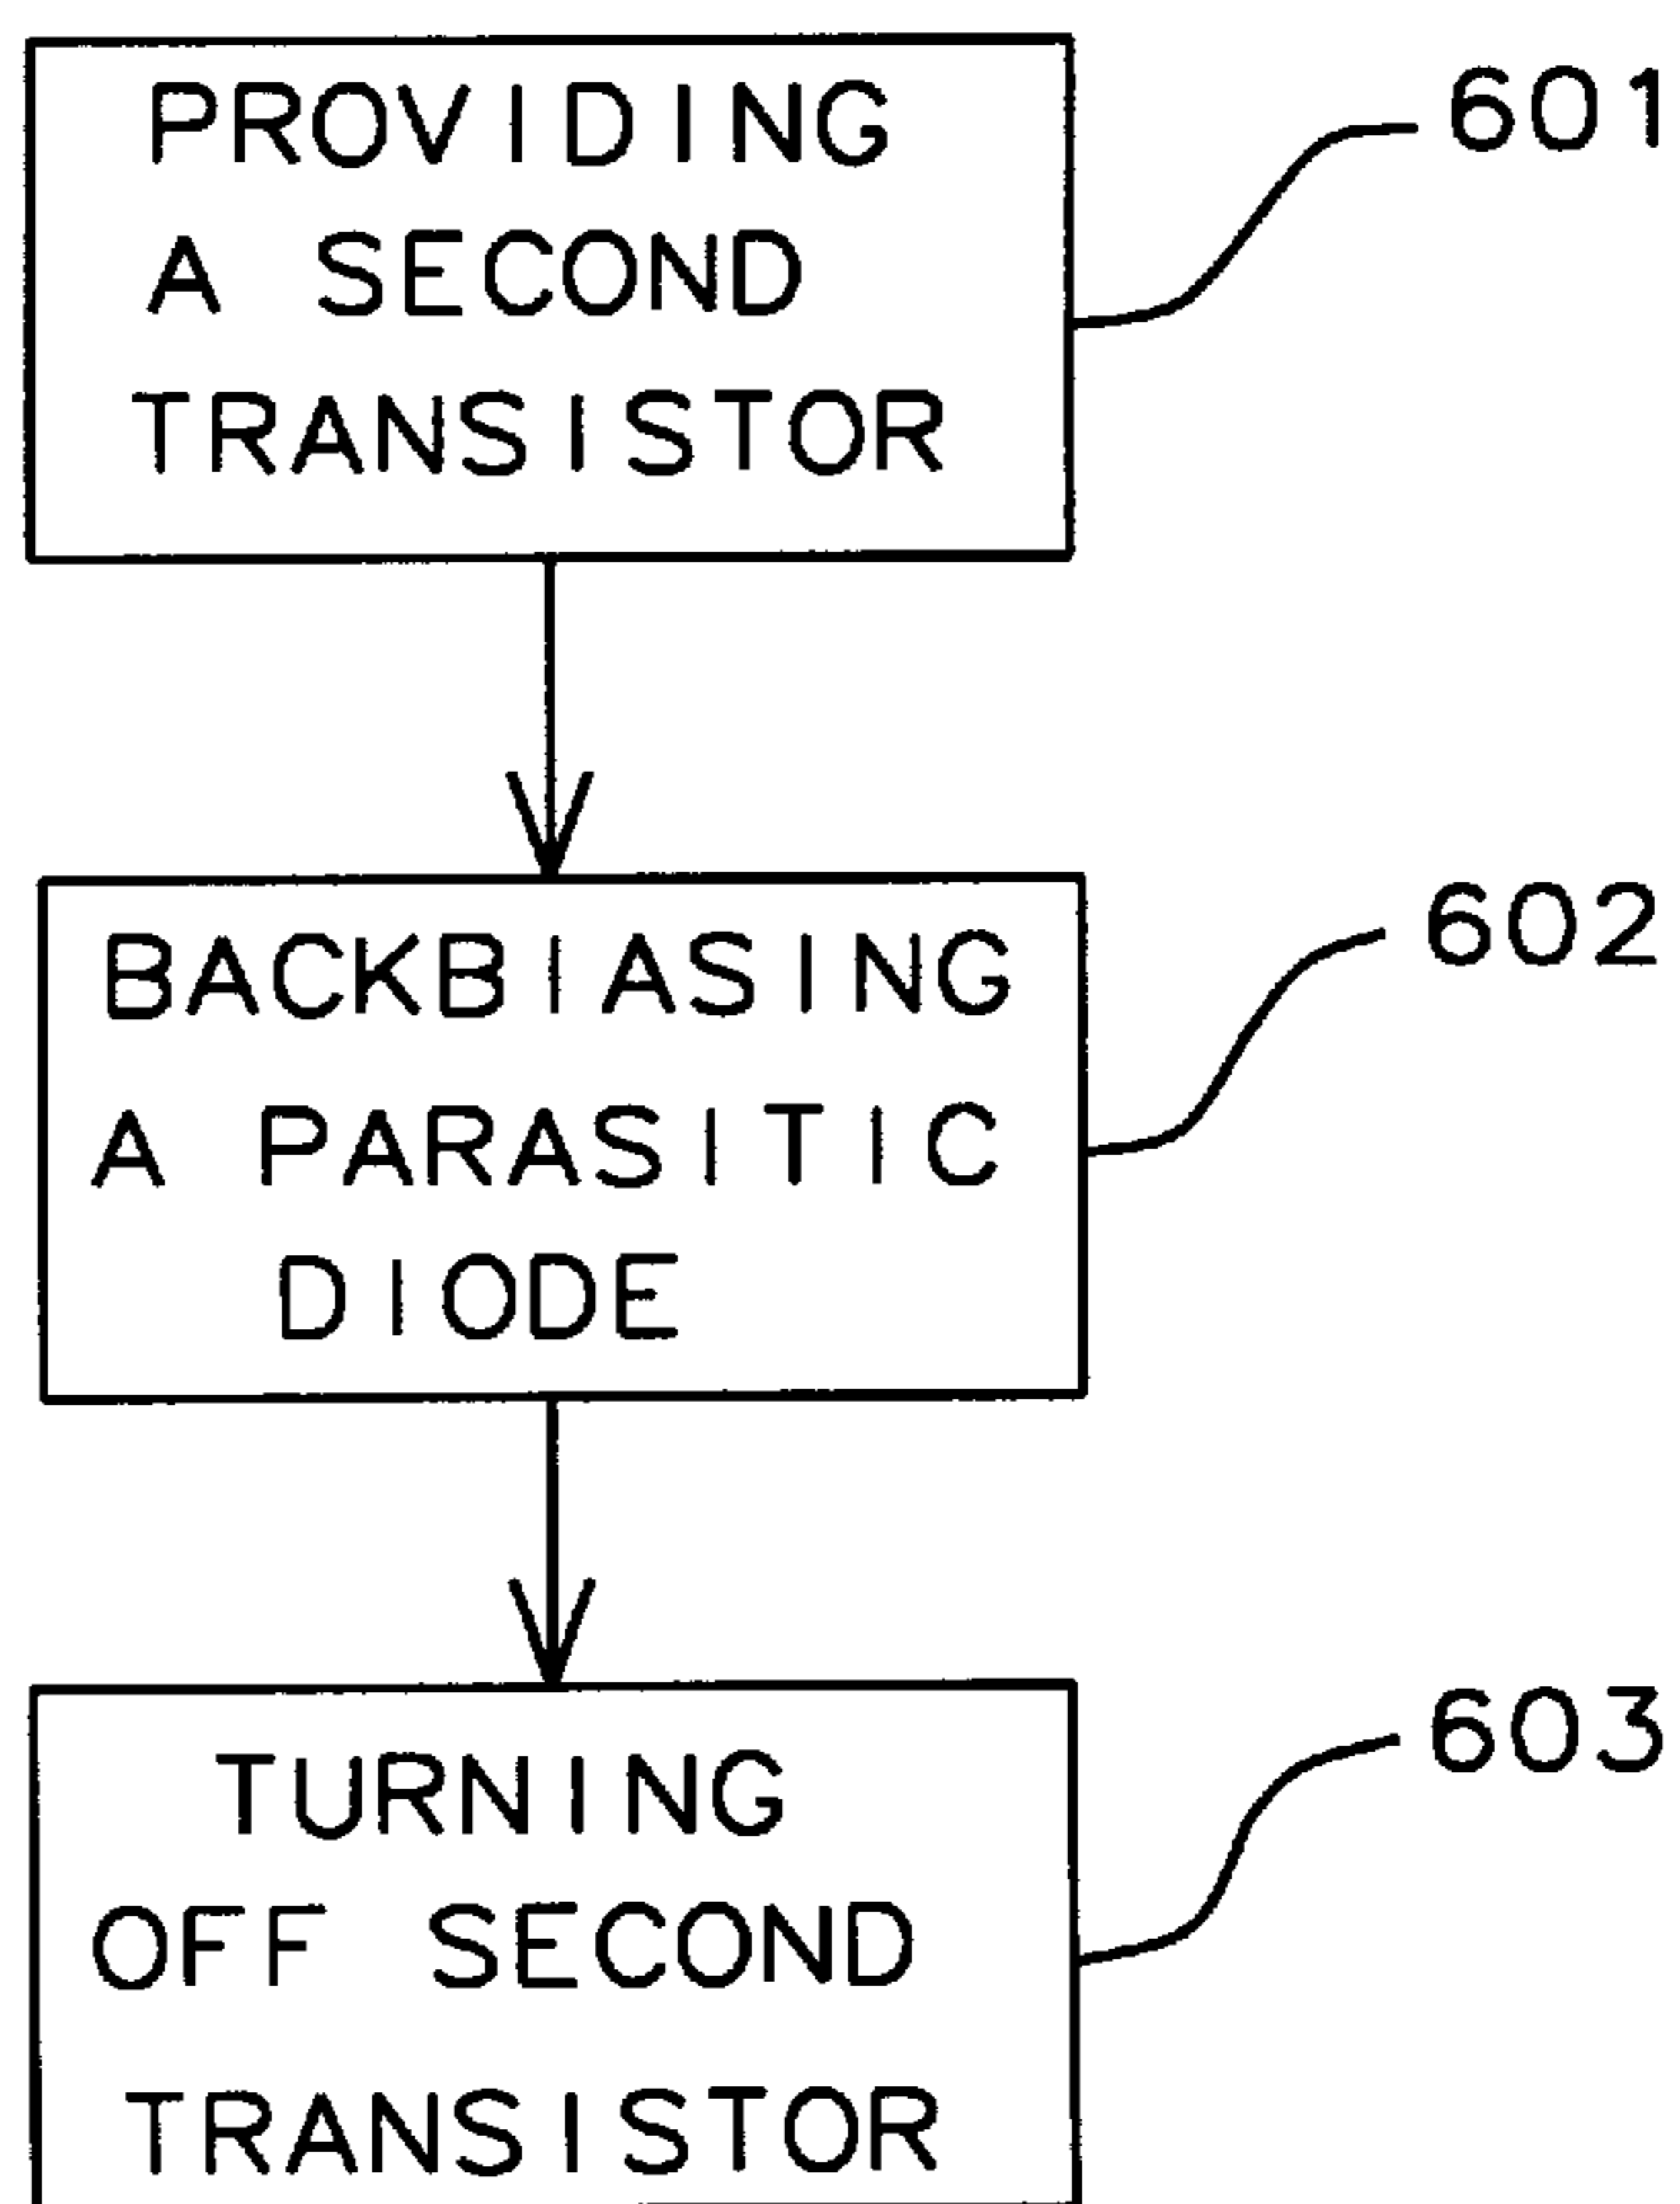 PROVIDING
A SECOND
TRANSISTOR
601
BACKBIASING
A PARASITIC
DIODE
602
TURNING
OFF SECOND
TRANSISTOR
603